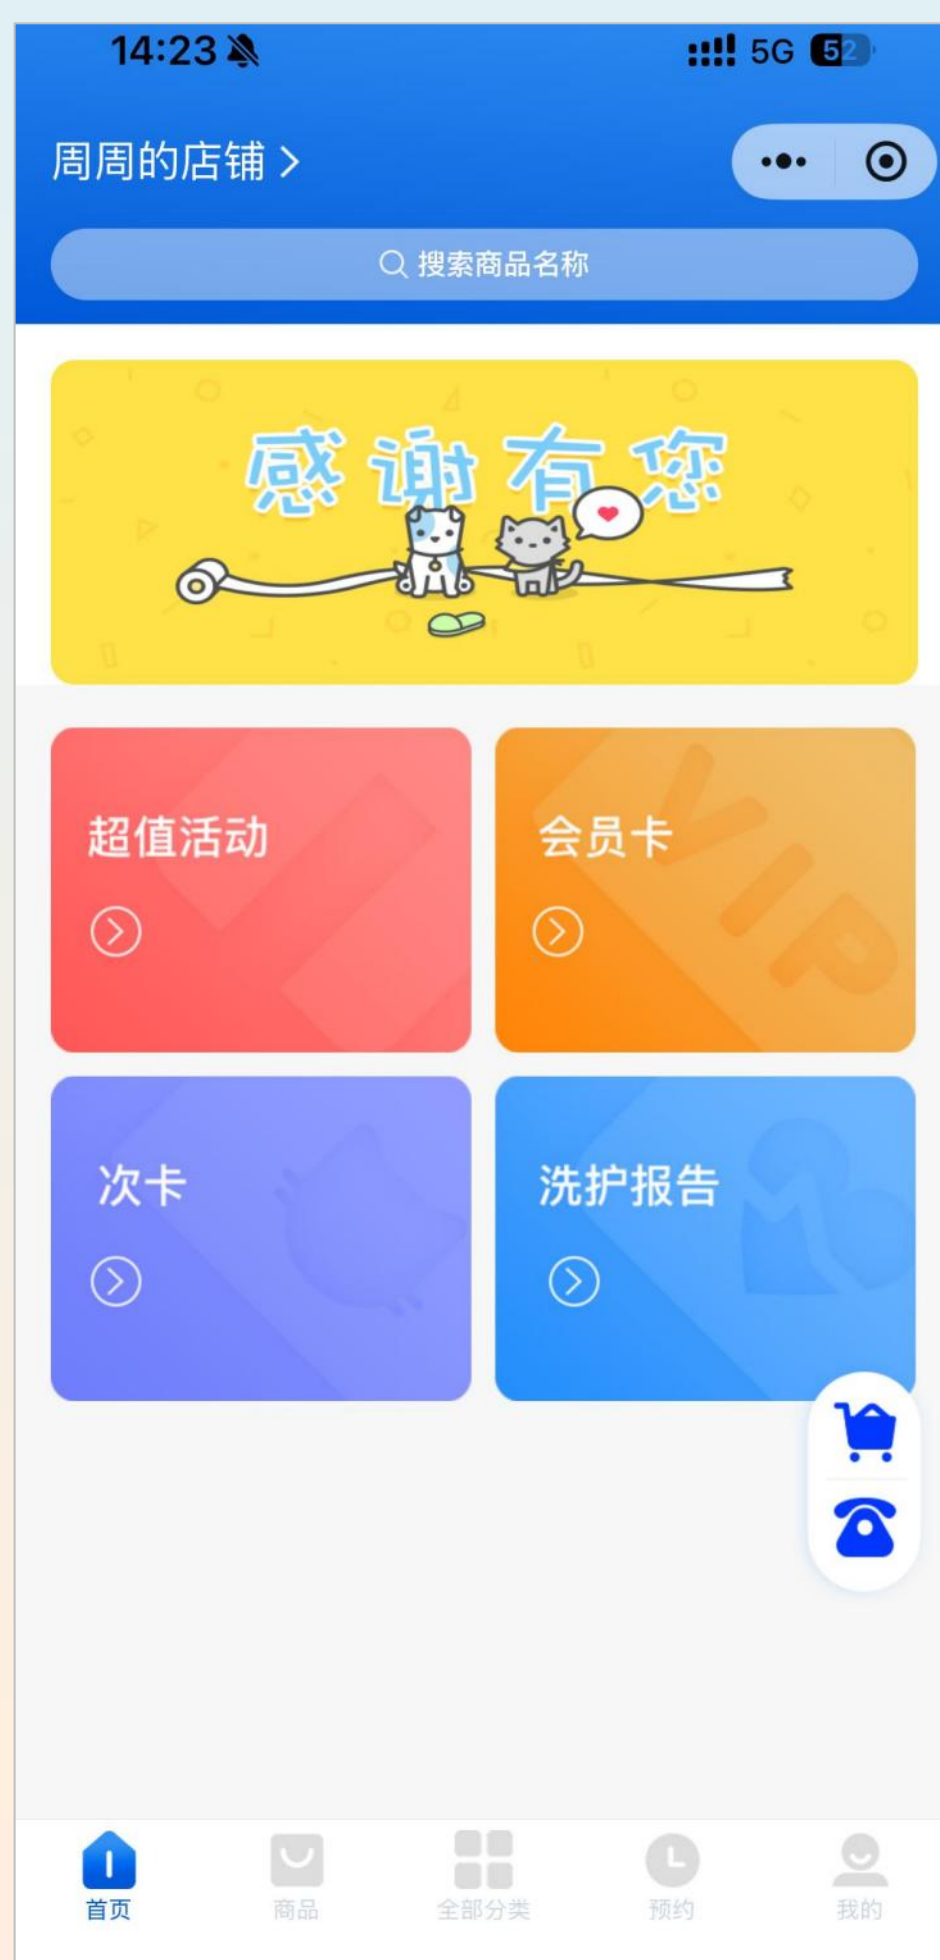 14:23 5G 52
周周的店铺
搜索商品名称
感谢有您
超值活动 会员卡
VIP
次卡 洗护报告
首页 商品 全部分类 预约 我的